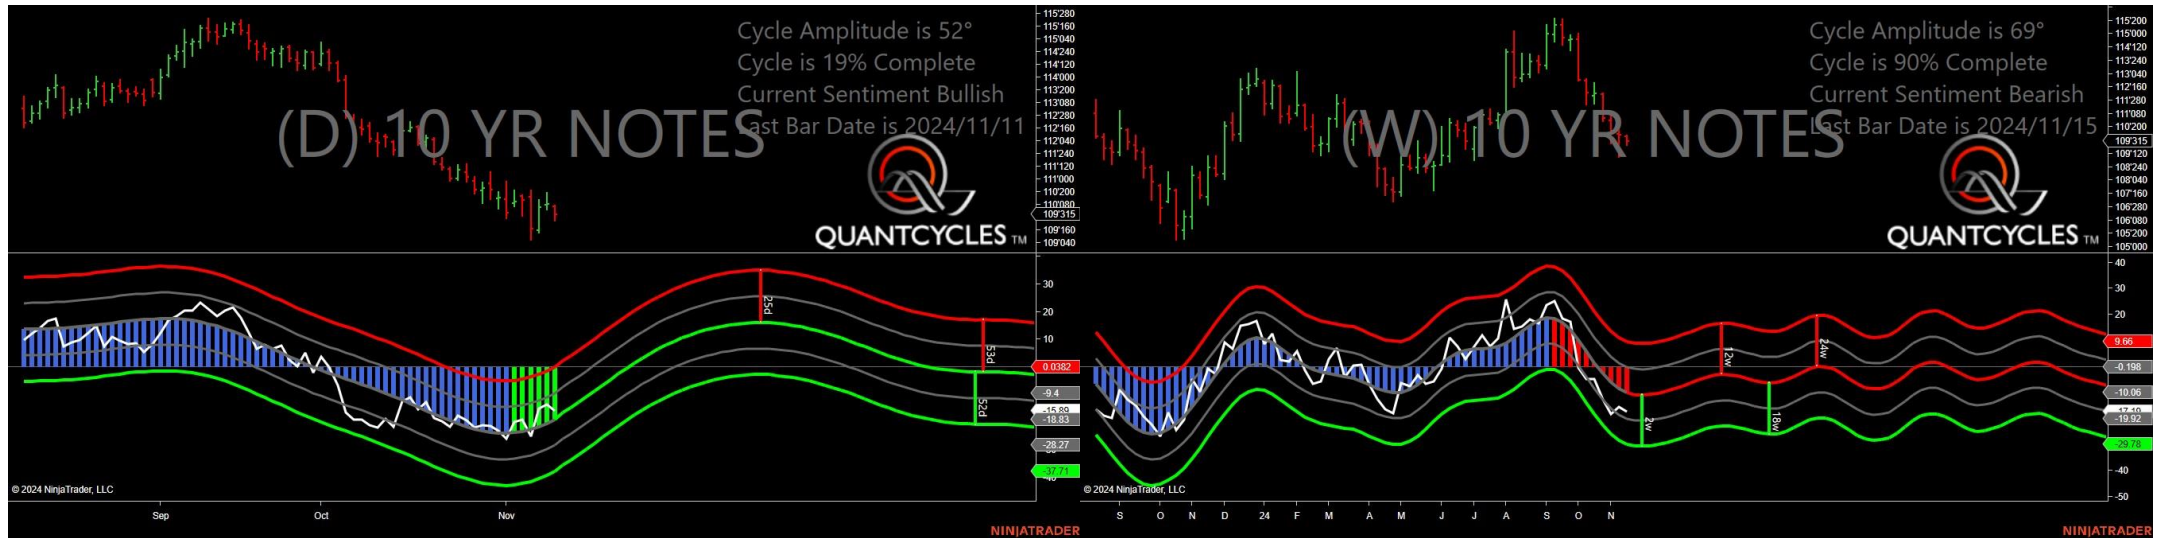 Cycle Amplitude is 52°
Cycle is 19% Complete
Current Sentiment Bullish
Last Bar Date is 2024/11/11
(D) 10 YR NOTES
QUANTCYCLES TM
115'280
115'160
115'040
114'240
114'120
114'000
113'200
113'080
112'280
112'160
112'040
111'240
111'120
111'000
110'200
110'080
109'315
109'160
109'040
30
20
10
0.0382
-9.4
-15.89
-18.83
-28.27
-37.71
25d
53d
52d
© 2024 NinjaTrader, LLC
Sep Oct Nov
NINJATRADER
Cycle Amplitude is 69°
Cycle is 90% Complete
Current Sentiment Bearish
Last Bar Date is 2024/11/15
(W) 10 YR NOTES
QUANTCYCLES TM
115'200
115'000
114'120
113'240
113'040
112'160
111'280
111'080
110'200
109'315
109'120
108'240
108'040
107'160
106'280
106'080
105'200
105'000
40
30
20
9.66
-0.198
-10.06
-17.19
-19.92
-29.78
-40
-50
12w
24w
2w
18w
© 2024 NinjaTrader, LLC
S O N D 24 F M A M J J A S O N
NINJATRADER